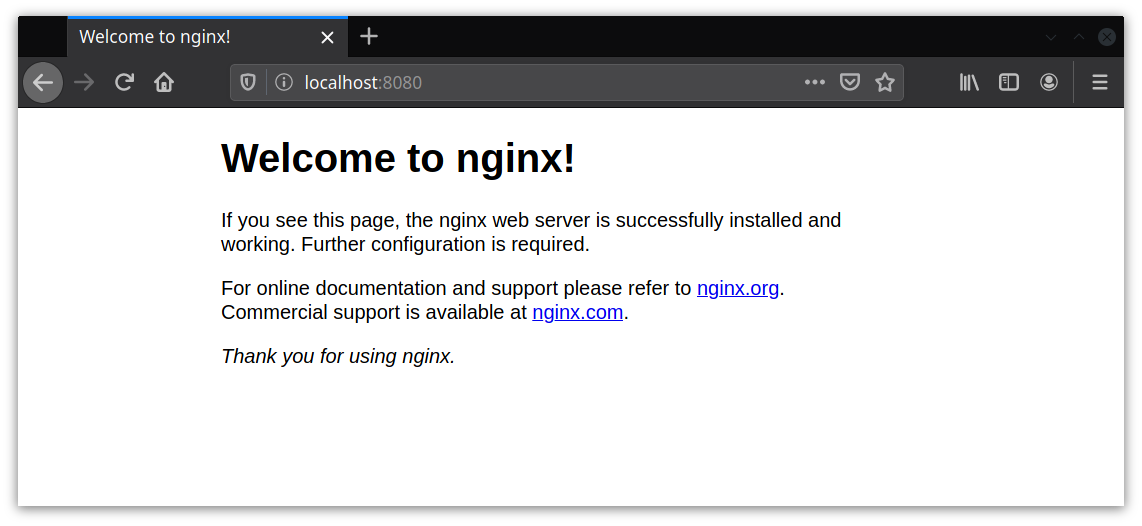 Welcome to nginx!
localhost:8080
Welcome to nginx!
If you see this page, the nginx web server is successfully installed and
working. Further configuration is required.
For online documentation and support please refer to nginx.org.
Commercial support is available at nginx.com.
Thank you for using nginx.